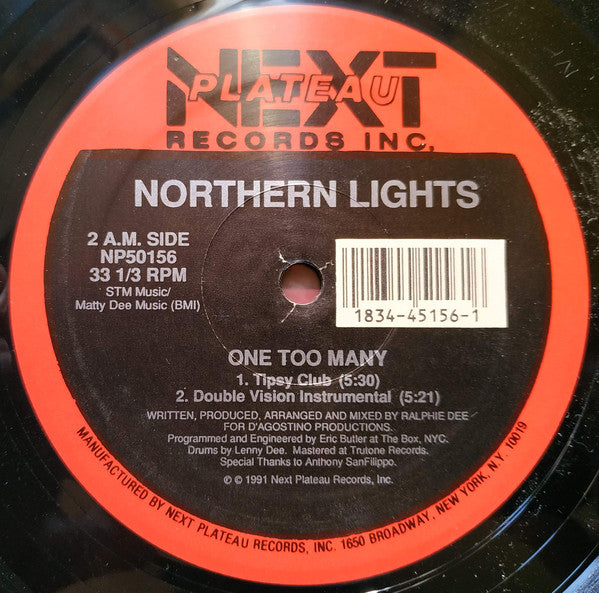 NEXT
PLATEAU
RECORDS INC.
NORTHERN LIGHTS
2 A.M. SIDE
NP50156
33 1/3 RPM
STM Music/
Matty Dee Music (BMI)
1834-45156-1
ONE TOO MANY
1. Tipsy Club (5:30)
2. Double Vision Instrumental (5:21)
WRITTEN, PRODUCED, ARRANGED AND MIXED BY RALPHIE DEE
FOR D'AGOSTINO PRODUCTIONS.
Programmed and Engineered by Eric Butler at The Box, NYC.
Drums by Lenny Dee. Mastered at Trutone Records.
Special Thanks to Anthony SanFilippo.
℗ © 1991 Next Plateau Records, Inc.
MANUFACTURED BY NEXT PLATEAU RECORDS, INC. 1650 BROADWAY, NEW YORK, N.Y. 10019